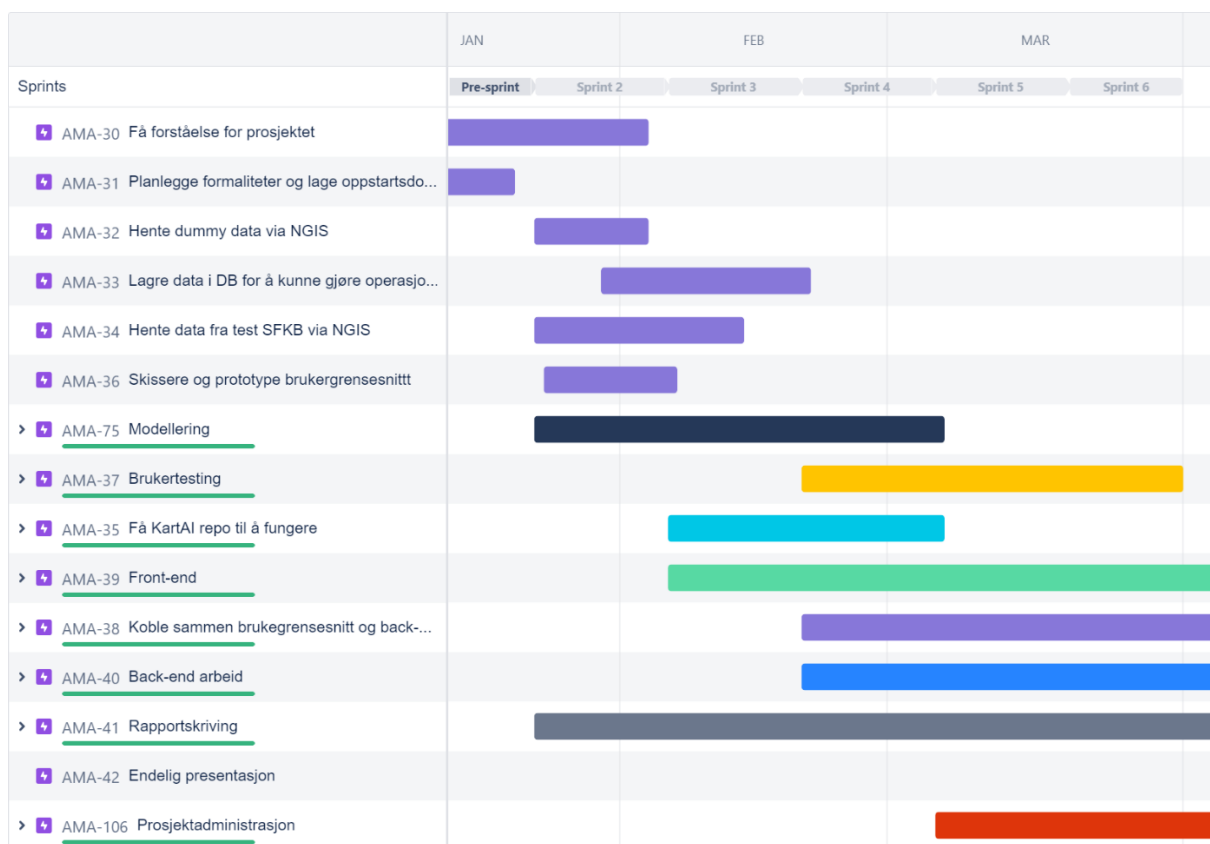 JAN FEB MAR
Sprints Pre-sprint Sprint 2 Sprint 3 Sprint 4 Sprint 5 Sprint 6
AMA-30 Få forståelse for prosjektet
AMA-31 Planlegge formaliteter og lage oppstartsdo...
AMA-32 Hente dummy data via NGIS
AMA-33 Lagre data i DB for å kunne gjøre operasjo...
AMA-34 Hente data fra test SFKB via NGIS
AMA-36 Skissere og prototype brukergrensesnittt
AMA-75 Modellering
AMA-37 Brukertesting
AMA-35 Få KartAI repo til å fungere
AMA-39 Front-end
AMA-38 Koble sammen brukegrensesnitt og back-...
AMA-40 Back-end arbeid
AMA-41 Rapportskriving
AMA-42 Endelig presentasjon
AMA-106 Prosjektadministrasjon